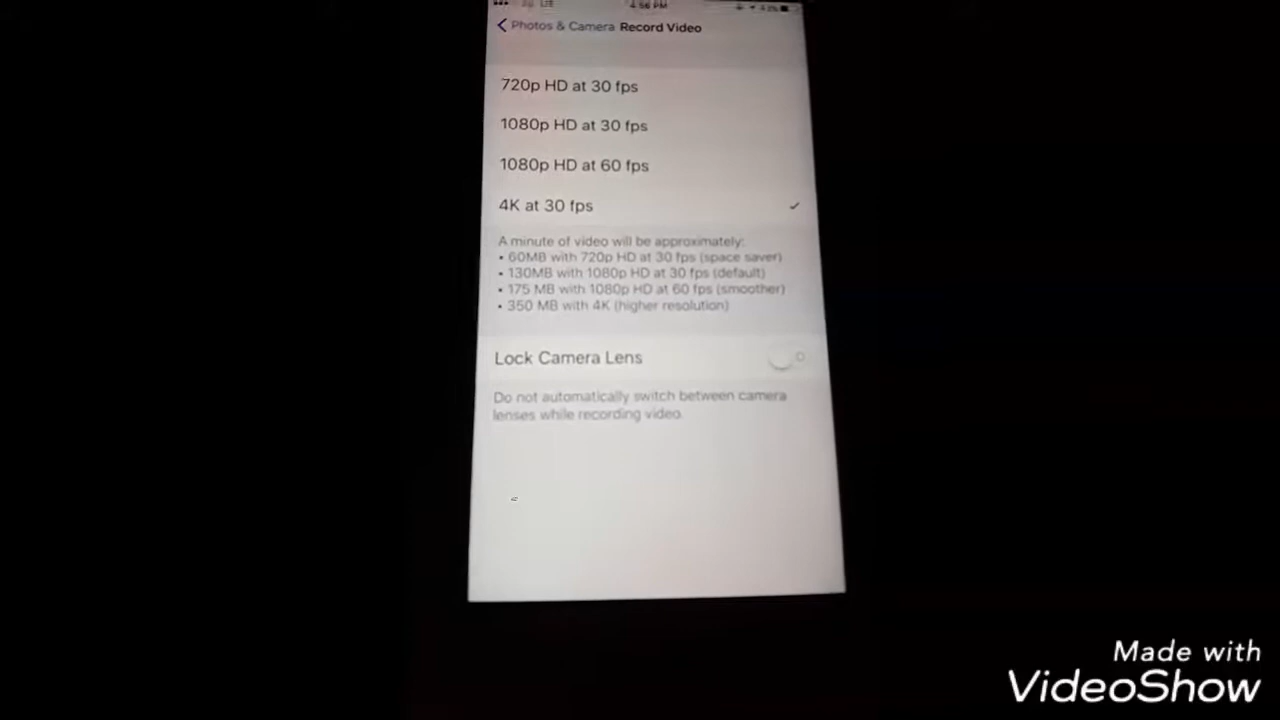 LTE 4:56 PM
Photos & Camera Record Video
720p HD at 30 fps
1080p HD at 30 fps
1080p HD at 60 fps
4K at 30 fps
A minute of video will be approximately:
• 60MB with 720p HD at 30 fps (space saver)
• 130MB with 1080p HD at 30 fps (default)
• 175 MB with 1080p HD at 60 fps (smoother)
• 350 MB with 4K (higher resolution)
Lock Camera Lens
Do not automatically switch between camera
lenses while recording video.
Made with
VideoShow